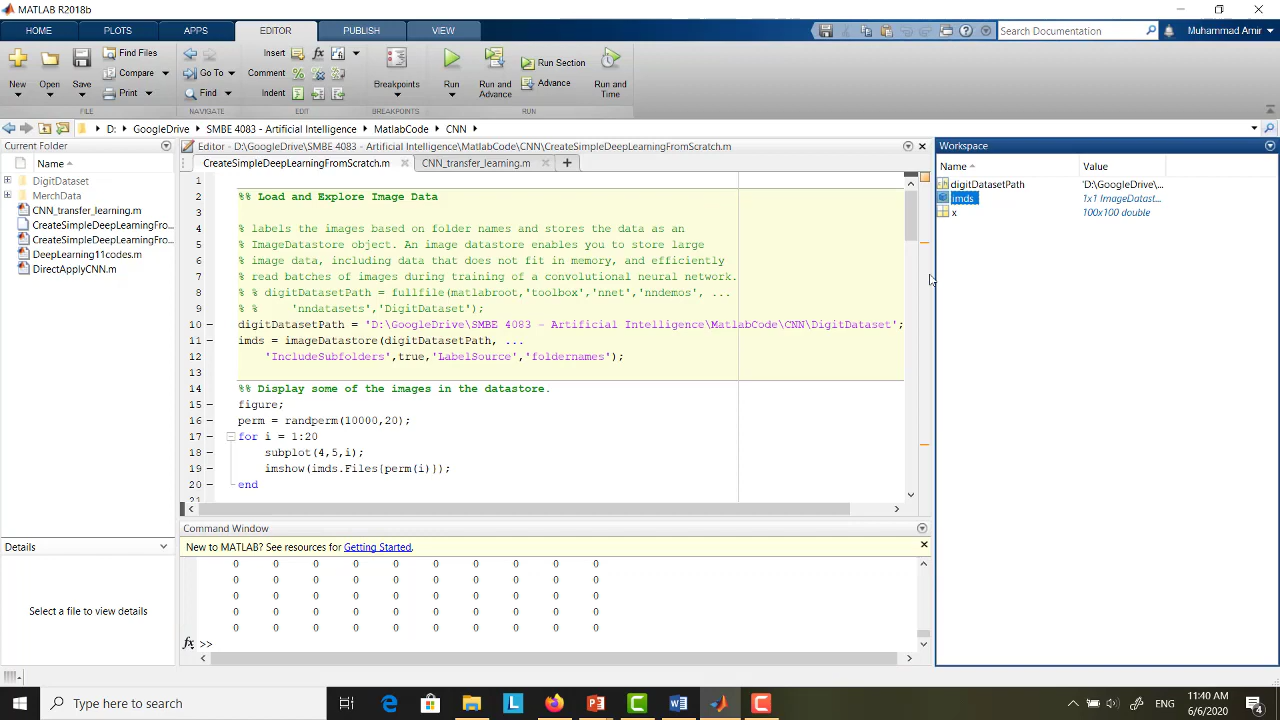 MATLAB R2018b
HOME PLOTS APPS EDITOR PUBLISH VIEW Search Documentation Muhammad Amir
New Open Save Find Files Compare Print Go To Find Insert Comment Indent Breakpoints Run Run and Advance Run Section Advance Run and Time
FILE NAVIGATE EDIT BREAKPOINTS RUN
D: GoogleDrive SMBE 4083 - Artificial Intelligence MatlabCode CNN
Current Folder
Name
DigitDataset
MerchData
CNN_transfer_learning.m
CreateSimpleDeepLearningFro...
CreateSimpleDeepLearningFro...
DeepLearning11codes.m
DirectApplyCNN.m
Details
Select a file to view details
Editor - D:\GoogleDrive\SMBE 4083 - Artificial Intelligence\MatlabCode\CNN\CreateSimpleDeepLearningFromScratch.m
CreateSimpleDeepLearningFromScratch.m CNN_transfer_learning.m
1
2 %% Load and Explore Image Data
3
4 % labels the images based on folder names and stores the data as an
5 % ImageDatastore object. An image datastore enables you to store large
6 % image data, including data that does not fit in memory, and efficiently
7 % read batches of images during training of a convolutional neural network.
8 % % digitDatasetPath = fullfile(matlabroot,'toolbox','nnet','nndemos', ...
9 % % 'nndatasets','DigitDataset');
10 – digitDatasetPath = 'D:\GoogleDrive\SMBE 4083 - Artificial Intelligence\MatlabCode\CNN\DigitDataset';
11 – imds = imageDatastore(digitDatasetPath, ...
12 – 'IncludeSubfolders',true,'LabelSource','foldernames');
13
14 %% Display some of the images in the datastore.
15 – figure;
16 – perm = randperm(10000,20);
17 – for i = 1:20
18 – subplot(4,5,i);
19 – imshow(imds.Files{perm(i)});
20 – end
21
Command Window
New to MATLAB? See resources for Getting Started.
0 0 0 0 0 0 0 0 0 0
0 0 0 0 0 0 0 0 0 0
0 0 0 0 0 0 0 0 0 0
0 0 0 0 0 0 0 0 0 0
0 0 0 0 0 0 0 0 0 0
fx >>
Workspace
Name Value
digitDatasetPath 'D:\GoogleDrive\...
imds 1x1 ImageDatast...
x 100x100 double
Type here to search
ENG
11:40 AM
6/6/2020